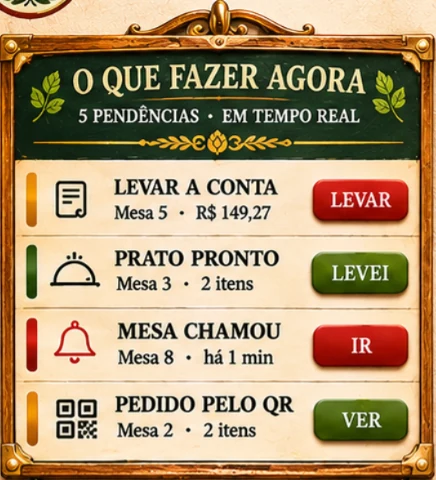 O QUE FAZER AGORA
5 PENDÊNCIAS • EM TEMPO REAL
LEVAR A CONTA
Mesa 5 • R$ 149,27
LEVAR
PRATO PRONTO
Mesa 3 • 2 itens
LEVEI
MESA CHAMOU
Mesa 8 • há 1 min
IR
PEDIDO PELO QR
Mesa 2 • 2 itens
VER